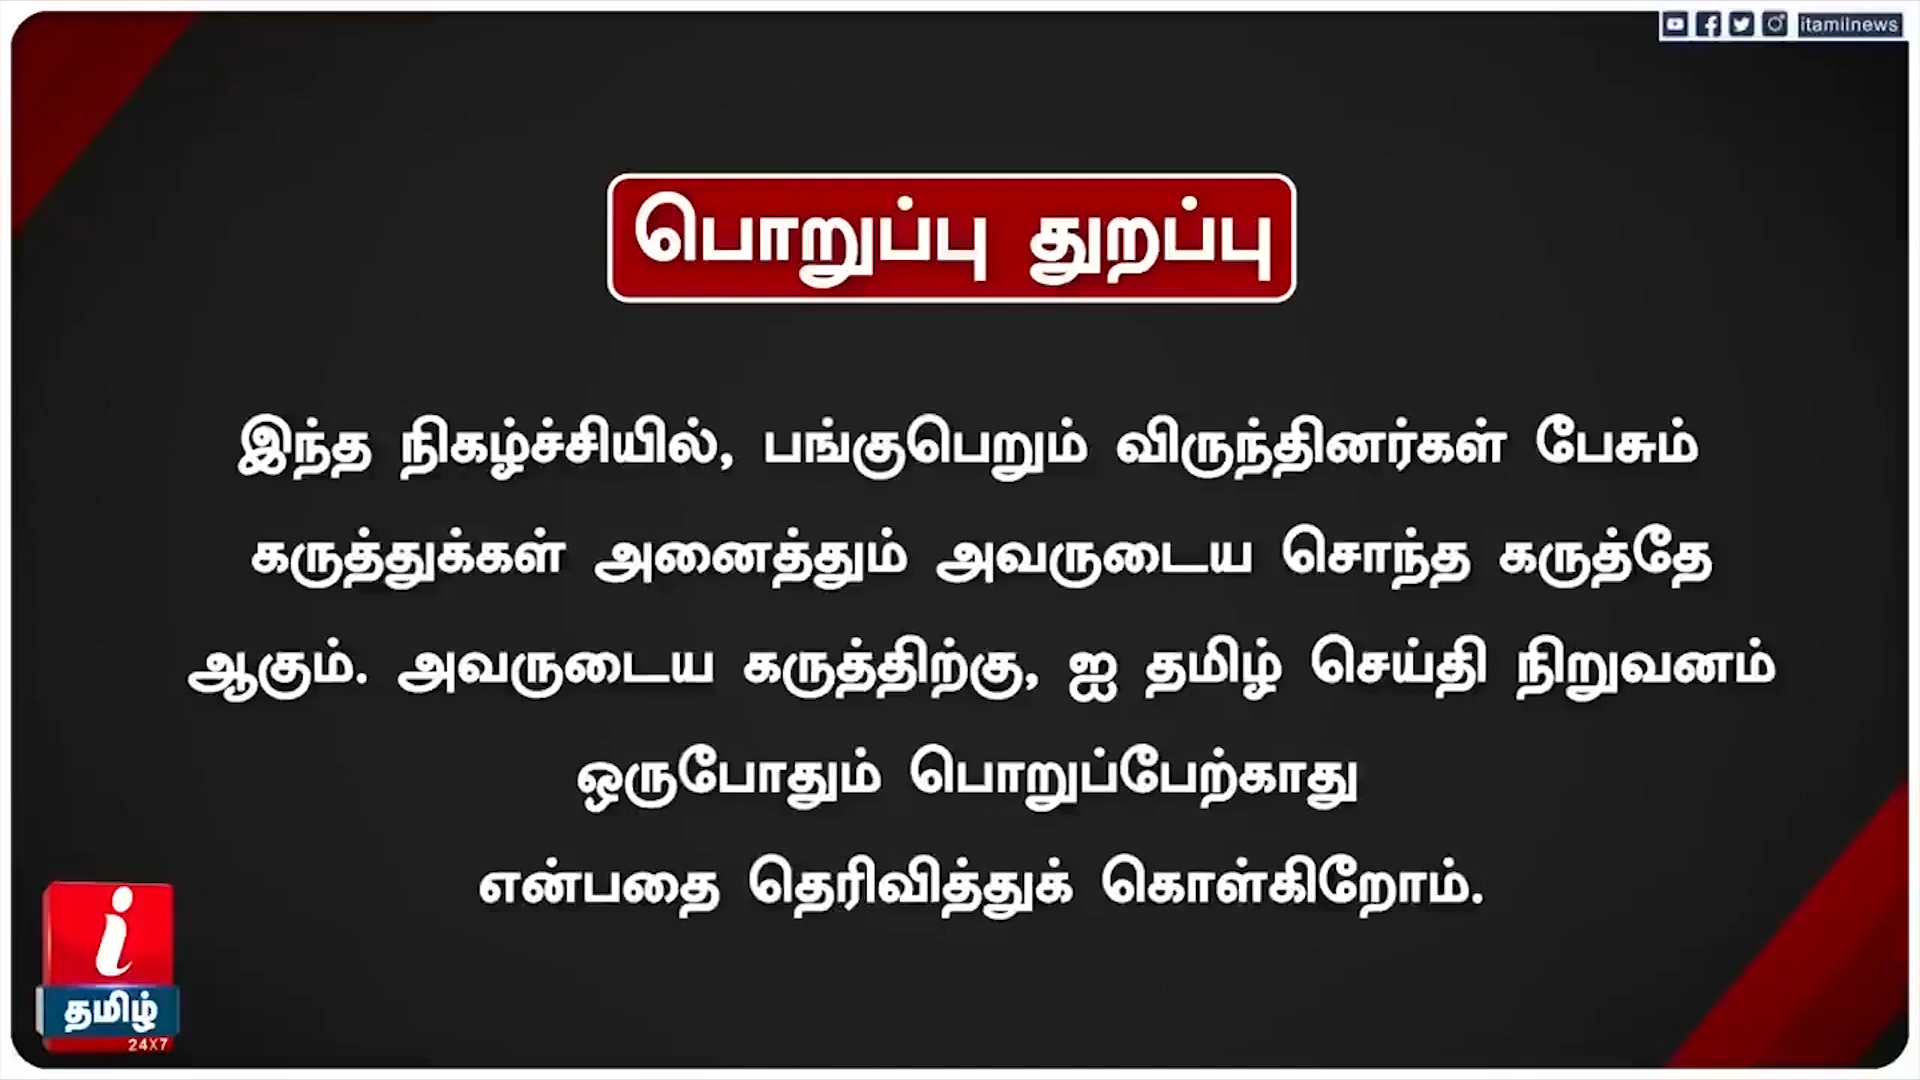 itamilnews
பொறுப்பு துறப்பு
இந்த நிகழ்ச்சியில், பங்குபெறும் விருந்தினர்கள் பேசும்
கருத்துக்கள் அனைத்தும் அவருடைய சொந்த கருத்தே
ஆகும். அவருடைய கருத்திற்கு, ஐ தமிழ் செய்தி நிறுவனம்
ஒருபோதும் பொறுப்பேற்காது
என்பதை தெரிவித்துக் கொள்கிறோம்.
i
தமிழ்
24X7